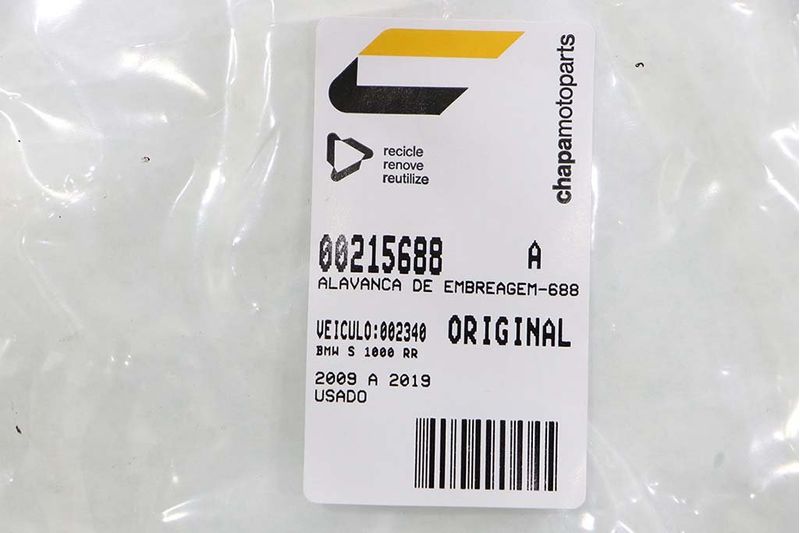 chapamotoparts
recicle
renove
reutilize
00215688 A
ALAVANCA DE EMBREAGEM-688
VEICULO:002340 ORIGINAL
BMW S 1000 RR
2009 A 2019
USADO